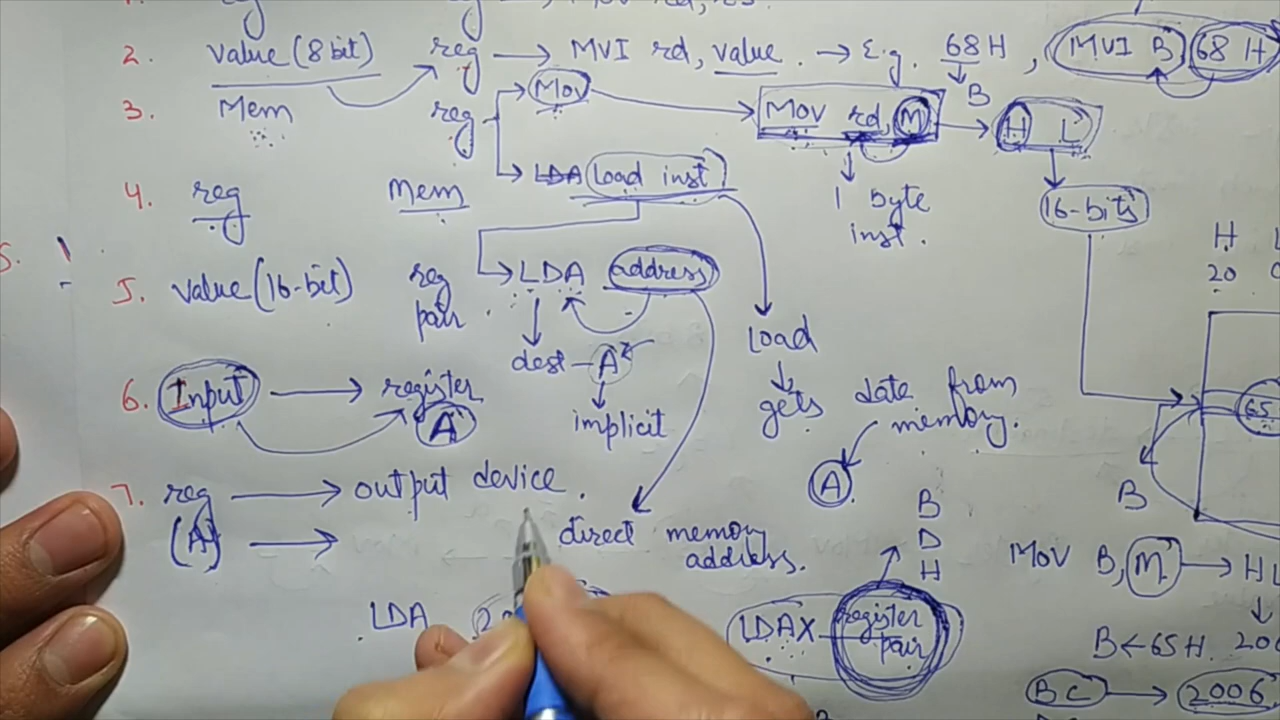 2. value (8 bit) reg → MVI rd, value. → E.g. 68 H, MVI B 68 H
B
3. Mem reg Mov Mov rd, M → H L
LDA Load inst
4. reg Mem 1 byte inst. 16-bits
H
20
5. value (16-bit) reg pair. LDA address
dest - A
implicit
Load
gets data from memory.
A
6. Input → register
A
65
B
7. reg → output device.
(A) →
direct memory address.
B
D
H
MOV B, M → HL
LDA
LDAX register pair
B ← 65 H.
BC → 2006